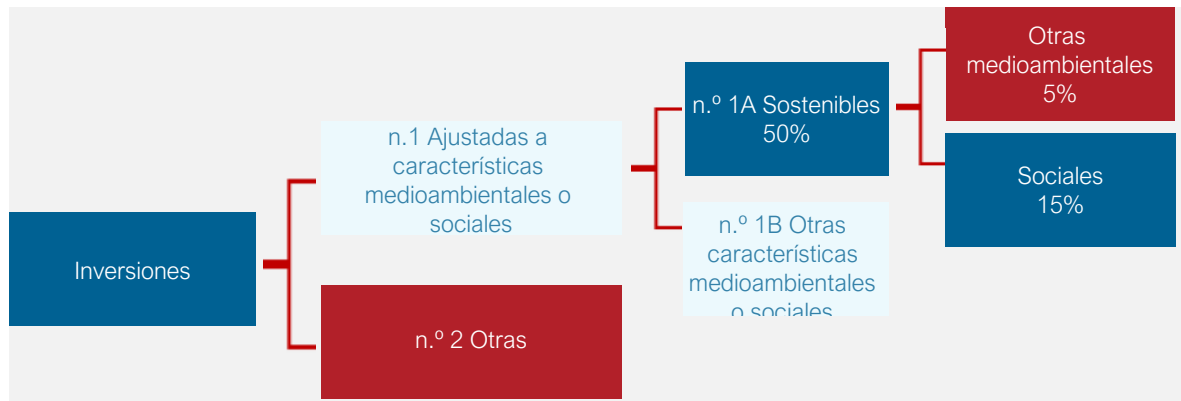 Inversiones
n.1 Ajustadas a
características
medioambientales o
sociales
n.º 2 Otras
n.º 1A Sostenibles
50%
n.º 1B Otras
características
medioambientales
o sociales
Otras
medioambientales
5%
Sociales
15%